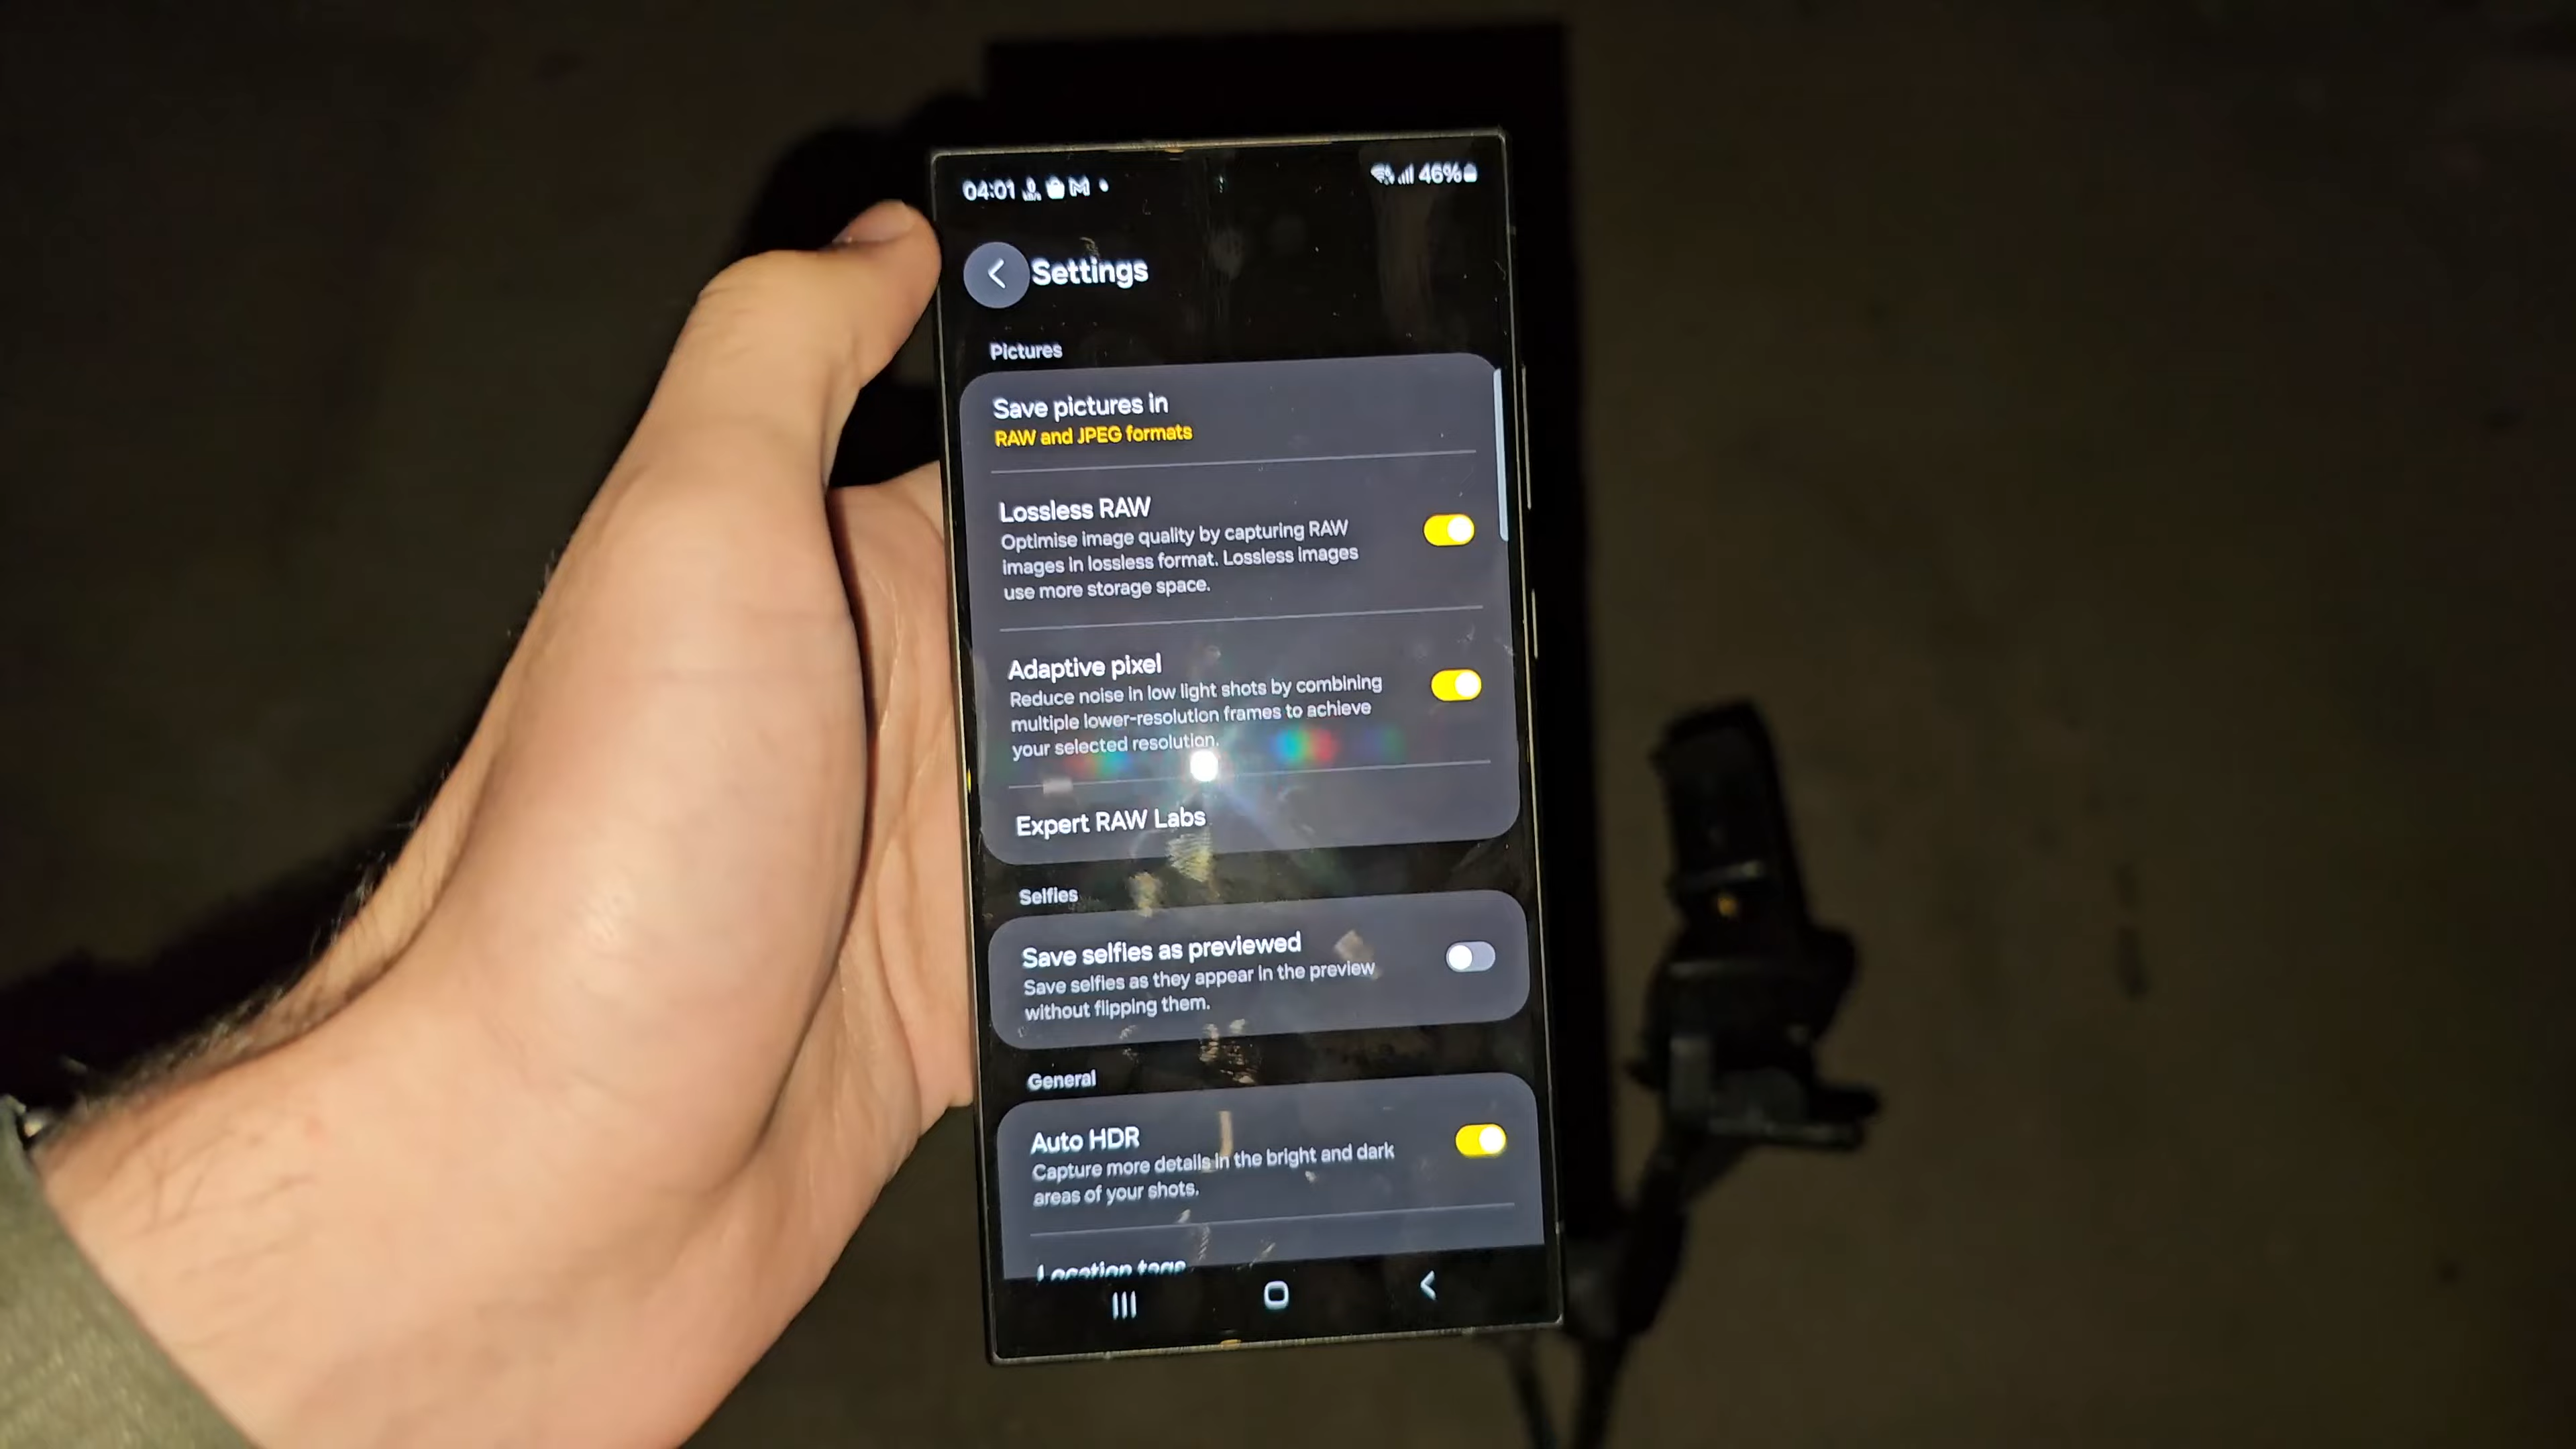 04:01
46%
Settings
Pictures
Save pictures in
RAW and JPEG formats
Lossless RAW
Optimise image quality by capturing RAW
images in lossless format. Lossless images
use more storage space.
Adaptive pixel
Reduce noise in low light shots by combining
multiple lower-resolution frames to achieve
your selected resolution.
Expert RAW Labs
Selfies
Save selfies as previewed
Save selfies as they appear in the preview
without flipping them.
General
Auto HDR
Capture more details in the bright and dark
areas of your shots.
Location tags